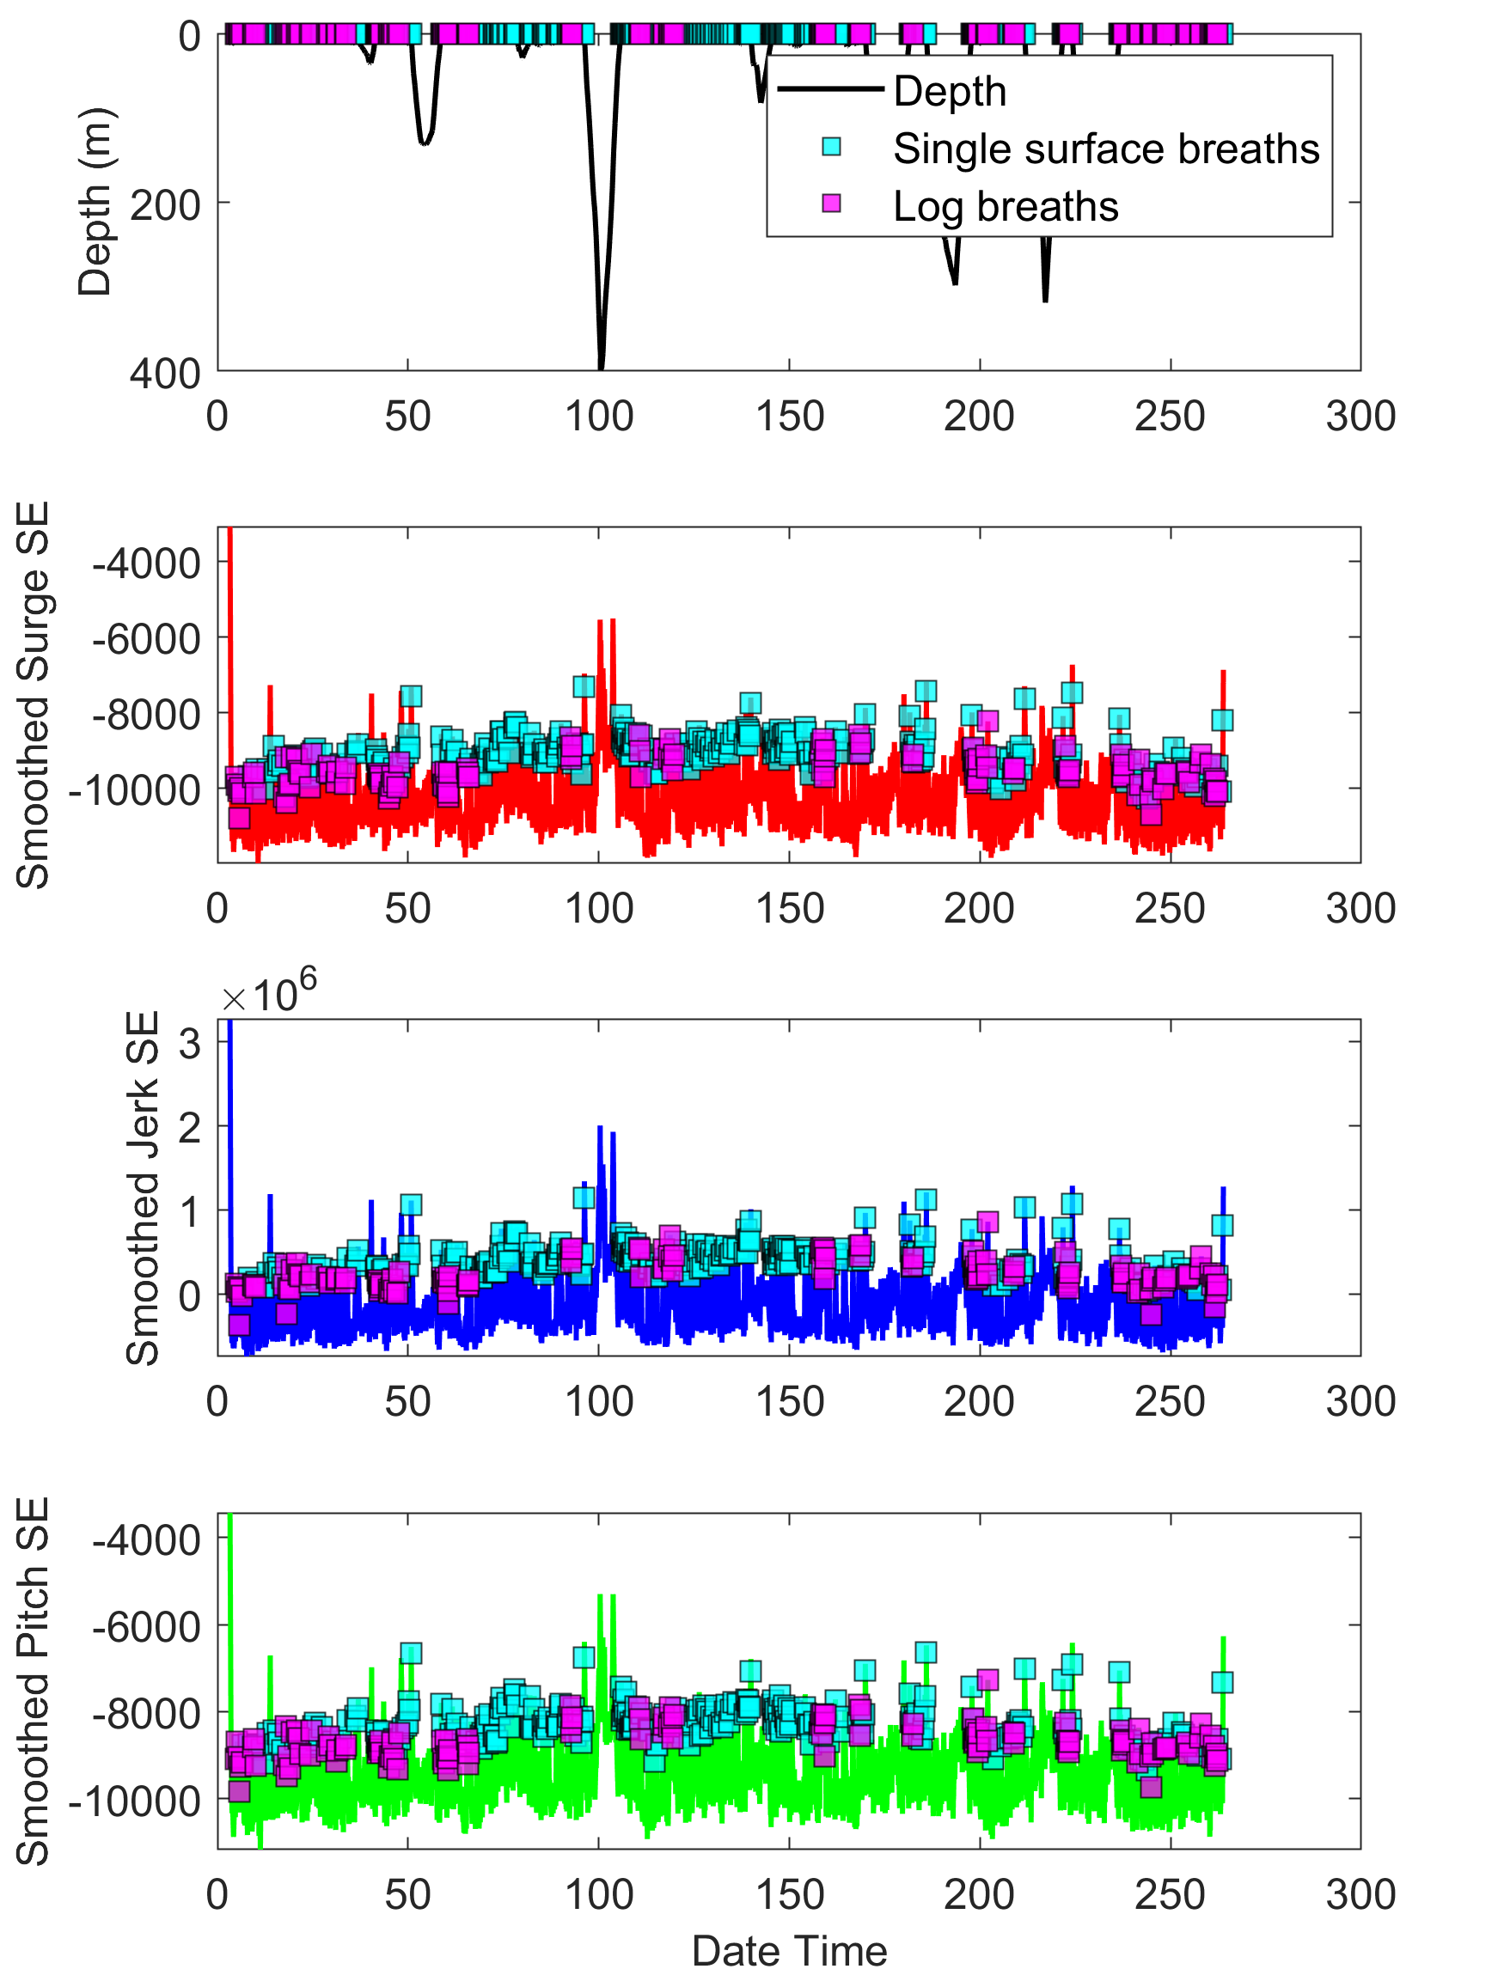 0
200
400
Depth (m)
Depth
Single surface breaths
Log breaths
0 50 100 150 200 250 300
-4000
-6000
-8000
-10000
Smoothed Surge SE
0 50 100 150 200 250 300
×10⁶
3
2
1
0
Smoothed Jerk SE
0 50 100 150 200 250 300
-4000
-6000
-8000
-10000
Smoothed Pitch SE
0 50 100 150 200 250 300
Date Time